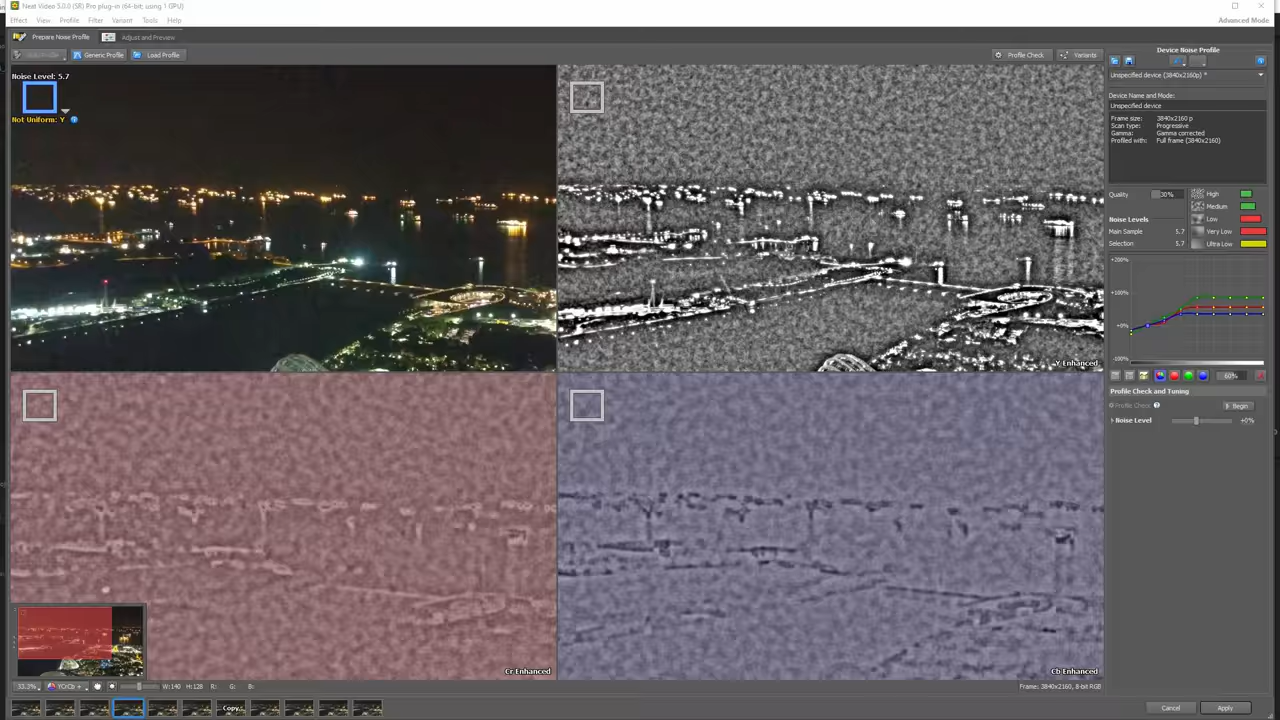 Neat Video 5.0.0 (SR) Pro plug-in (64-bit; using 1 GPU)
Effect View Profile Filter Variant Tools Help
Advanced Mode
Prepare Noise Profile Adjust and Preview
Generic Profile Load Profile Profile Check Variants
Device Noise Profile
Unspecified device (3840x2160p) *
Noise Level: 5.7
Not Uniform: Y
Device Name and Mode:
Unspecified device
Frame size: 3840x2160 p
Scan type: Progressive
Gamma: Gamma corrected
Profiled with: Full frame (3840x2160)
Quality 30% High
Medium
Noise Levels Low
Main Sample 5.7 Very Low
Selection 5.7 Ultra Low
+200%
+100%
+0%
-100%
Y Enhanced
60%
Profile Check and Tuning
Profile Check Begin
Noise Level +0%
Cr Enhanced
Cb Enhanced
33.3% YCrCb W:140 H:128 R: G: B:
Frame: 3840x2160, 8-bit RGB
Copy
Cancel Apply